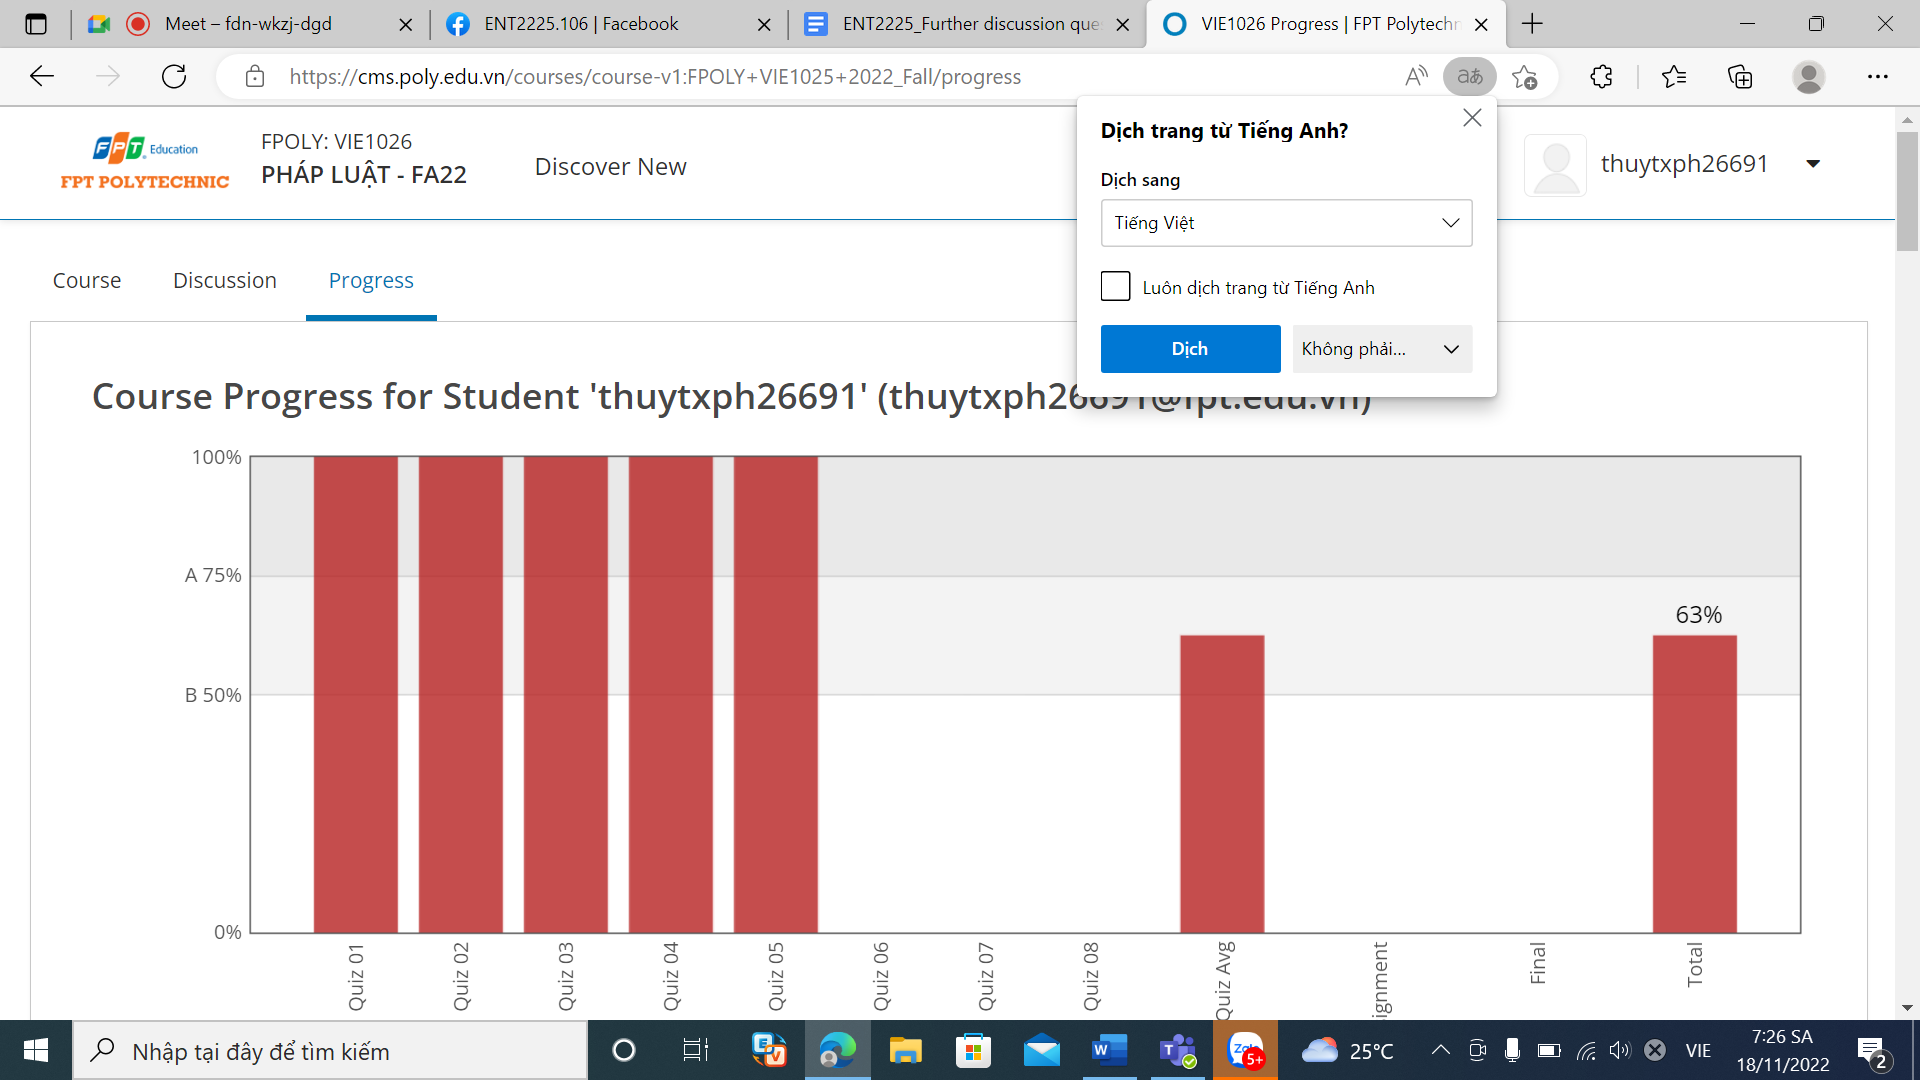 Meet – fdn-wkzj-dgd
ENT2225.106 | Facebook
ENT2225_Further discussion que
VIE1026 Progress | FPT Polytechn
https://cms.poly.edu.vn/courses/course-v1:FPOLY+VIE1025+2022_Fall/progress
Dịch trang từ Tiếng Anh?
Dịch sang
Tiếng Việt
Luôn dịch trang từ Tiếng Anh
Dịch
Không phải...
FPT Education
FPT POLYTECHNIC
FPOLY: VIE1026
PHÁP LUẬT - FA22
Discover New
thuytxph26691
Course
Discussion
Progress
Course Progress for Student 'thuytxph26691' (thuytxph26691@fpt.edu.vn)
100%
A 75%
63%
B 50%
0%
Quiz 01
Quiz 02
Quiz 03
Quiz 04
Quiz 05
Quiz 06
Quiz 07
Quiz 08
Quiz Avg
ignment
Final
Total
Nhập tại đây để tìm kiếm
Zalo
5+
25°C
VIE
7:26 SA
18/11/2022
2